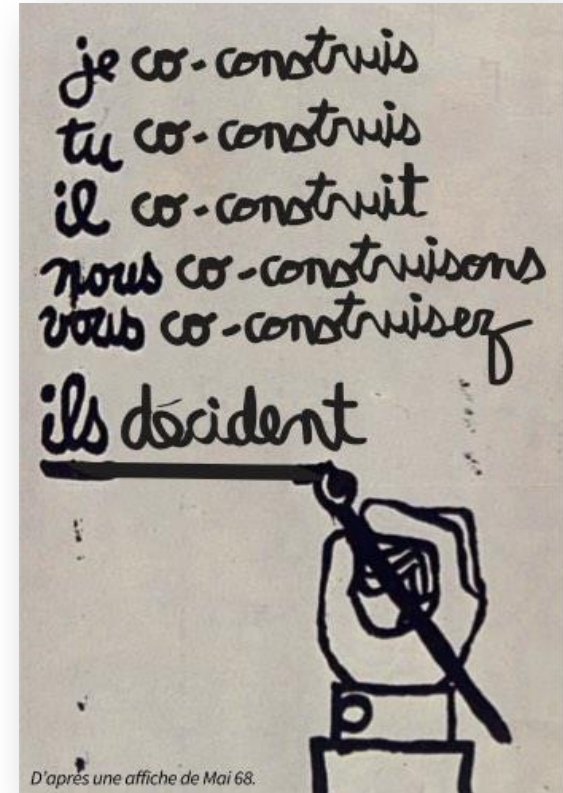 je co-construis
tu co-construis
il co-construit
nous co-construisons
vous co-construisez
ils décident
D'après une affiche de Mai 68.